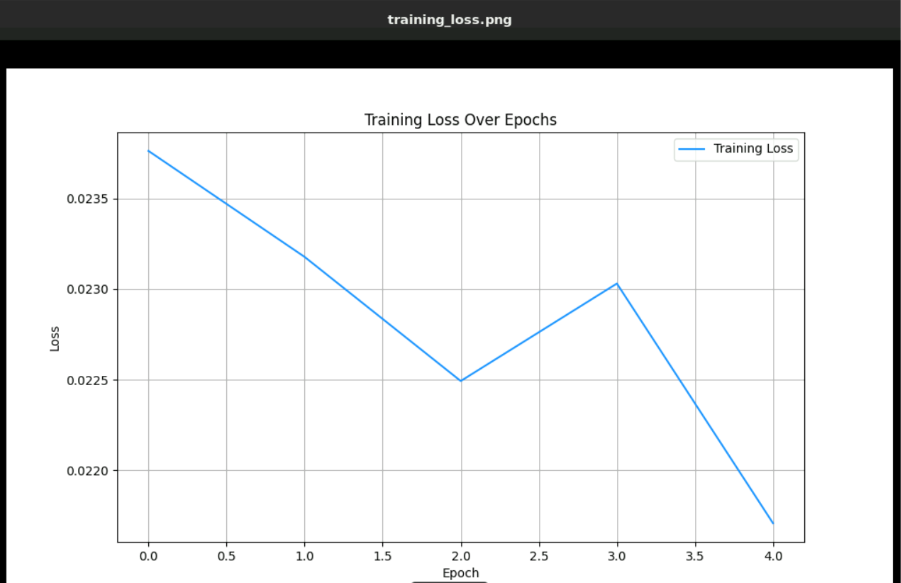 training_loss.png
Training Loss Over Epochs
Training Loss
0.0235
0.0230
0.0225
0.0220
Loss
0.0 0.5 1.0 1.5 2.0 2.5 3.0 3.5 4.0
Epoch